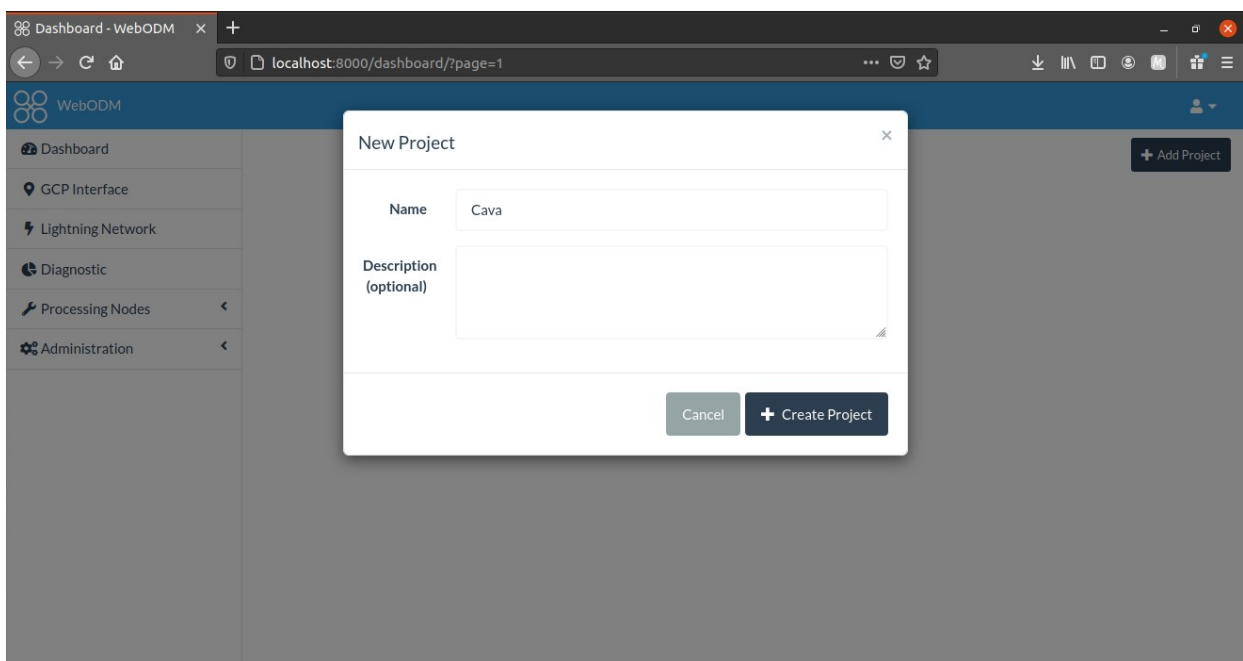 Dashboard - WebODM
localhost:8000/dashboard/?page=1
WebODM
Dashboard
GCP Interface
Lightning Network
Diagnostic
Processing Nodes
Administration
Add Project
New Project
Name
Cava
Description
(optional)
Cancel
Create Project